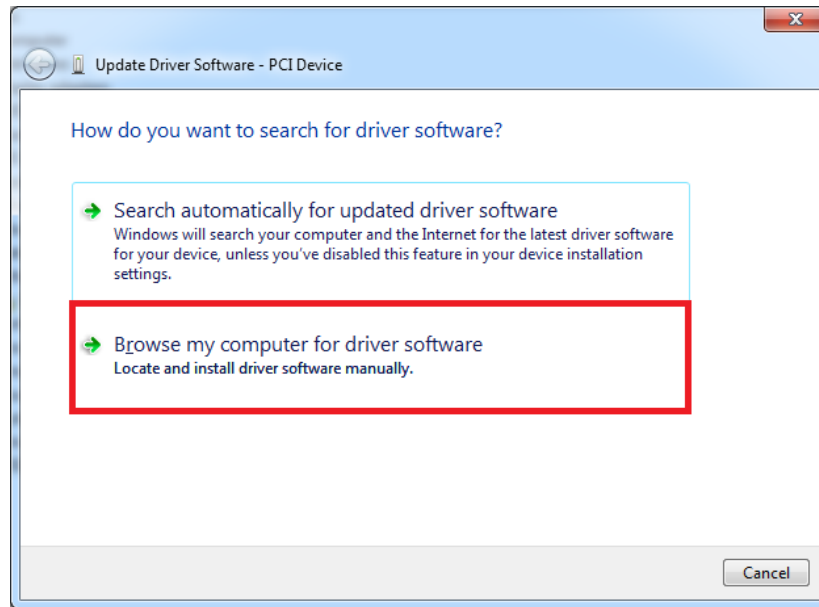 Update Driver Software - PCI Device
How do you want to search for driver software?
Search automatically for updated driver software
Windows will search your computer and the Internet for the latest driver software
for your device, unless you've disabled this feature in your device installation
settings.
Browse my computer for driver software
Locate and install driver software manually.
Cancel